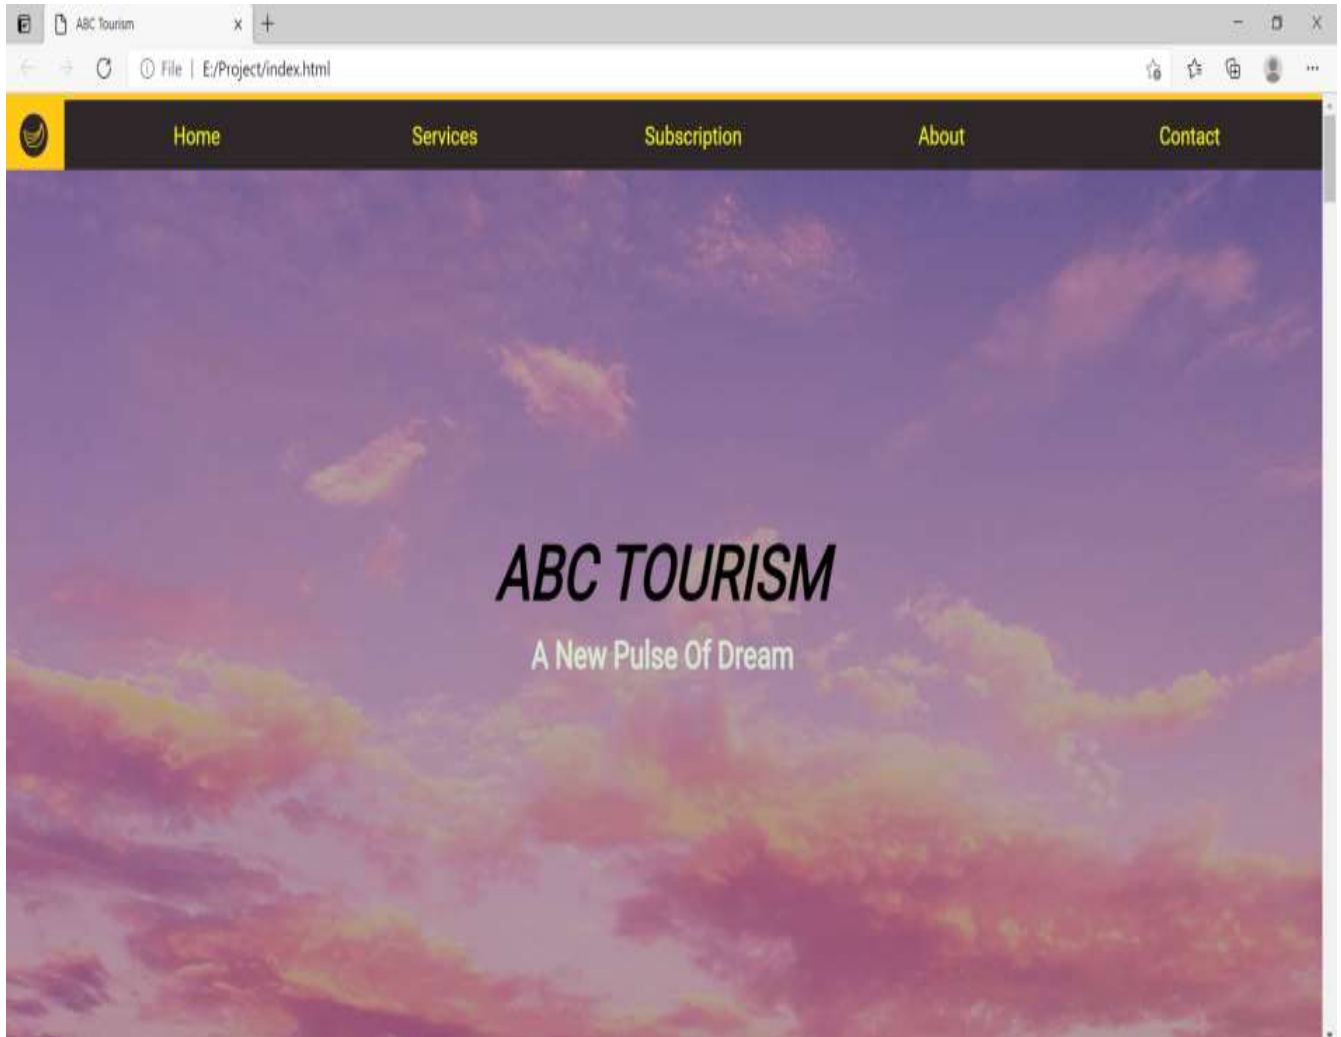 ABC Tourism
File | E:/Project/index.html
Home Services Subscription About Contact
ABC TOURISM
A New Pulse Of Dream